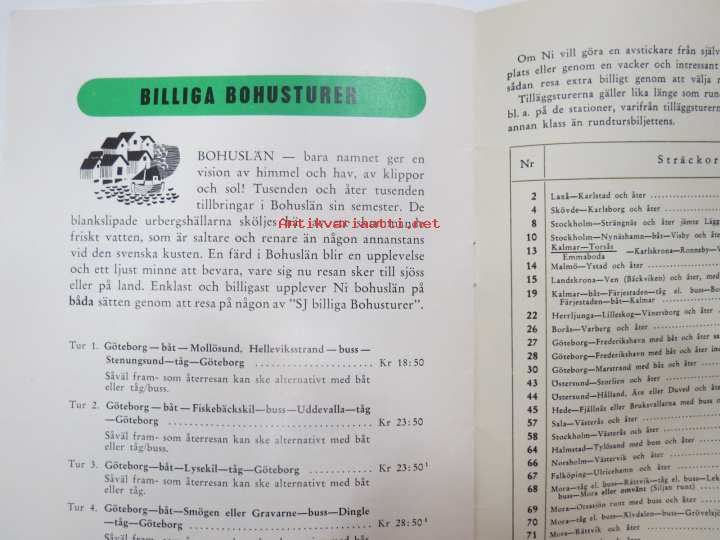 BILLIGA BOHUSTURER
BOHUSLÄN — bara namnet ger en
vision av himmel och hav, av klippor
och sol! Tusenden och åter tusenden
tillbringar i Bohuslän sin semester. De
blankslipade urbergshällarna sköljes här av ett salt, sunt och
friskt vatten, som är saltare och renare än någon annanstans
vid den svenska kusten. En färd i Bohuslän blir en upplevelse
och ett ljust minne att bevara, vare sig nu resan sker till sjöss
eller på land. Enklast och billigast upplever Ni bohuslän på
båda sätten genom att resa på någon av "SJ billiga Bohusturer".
Tur 1. Göteborg—båt—Mollösund, Helleviksstrand—buss—
Stenungsund—tåg—Göteborg .................... Kr 18:50
Såväl fram- som återresan kan ske alternativt med båt
eller tåg/buss.
Tur 2. Göteborg—båt—Fiskebäckskil—buss—Uddevalla—tåg
—Göteborg .................... Kr 23:50
Såväl fram- som återresan kan ske alternativt med båt
eller tåg/buss.
Tur 3. Göteborg—båt—Lysekil—tåg—Göteborg .......... Kr 23:50¹
Såväl fram- som återresan kan ske alternativt med båt
eller tåg.
Tur 4. Göteborg—båt—Smögen eller Gravarne—buss—Dingle
—tåg—Göteborg .................... Kr 28:50¹
Såväl fram- som återresan kan ske alternativt med båt
Antikvariaatti.net
Om Ni vill göra en avstickare från själv
plats eller genom en vacker och intressant
sådan resa extra billigt genom att välja
Tilläggsturerna gäller lika länge som rund
bl. a. på de stationer, varifrån tilläggsturern
annan klass än rundtursbiljettens.
Nr Sträckor
2 Laxå—Karlstad och åter
4 Skövde—Karlsborg och åter
8 Stockholm—Strängnäs och åter jämte Lägg
10 Stockholm—Nynäshamn—båt—Visby och åter
13 Kalmar—Torsås
Emmaboda —Karlskrona—Ronneby—V
14 Malmö—Ystad och åter
15 Landskrona—Ven (Bäckviken) och åter, med
19 Kalmar—båt—Färjestaden—tåg el. buss—Bo
Färjestaden—båt—Kalmar
22 Herrljunga—Lilleskog—Vänersborg och åter
26 Borås—Varberg och åter
27 Göteborg—Frederikshavn med båt och åter sa
28 Göteborg—Frederikshavn med båt och åter in
30 Göteborg—Marstrand med båt och åter
43 Östersund—Storlien och åter
44 Östersund—Hålland, Åre eller Duved och åter
45 Hede—Fjällnäs eller Bruksvallarna med buss o
57 Sala—Västerås och åter
58 Stockholm—Västerås och åter
64 Halmstad—Tylösand med buss och åter
66 Norsholm—Västervik och åter
67 Falköping—Ulricehamn och åter
68 Mora—tåg el. buss—Rättvik—tåg el. buss—Lek
buss—Mora eller omvänt (Siljan runt)
69 Mora—Orsasjön runt med buss och åter
70 Mora—tåg el. buss—Älvdalen—buss—Grövelsjö
71 Mora—Rättvik och åter